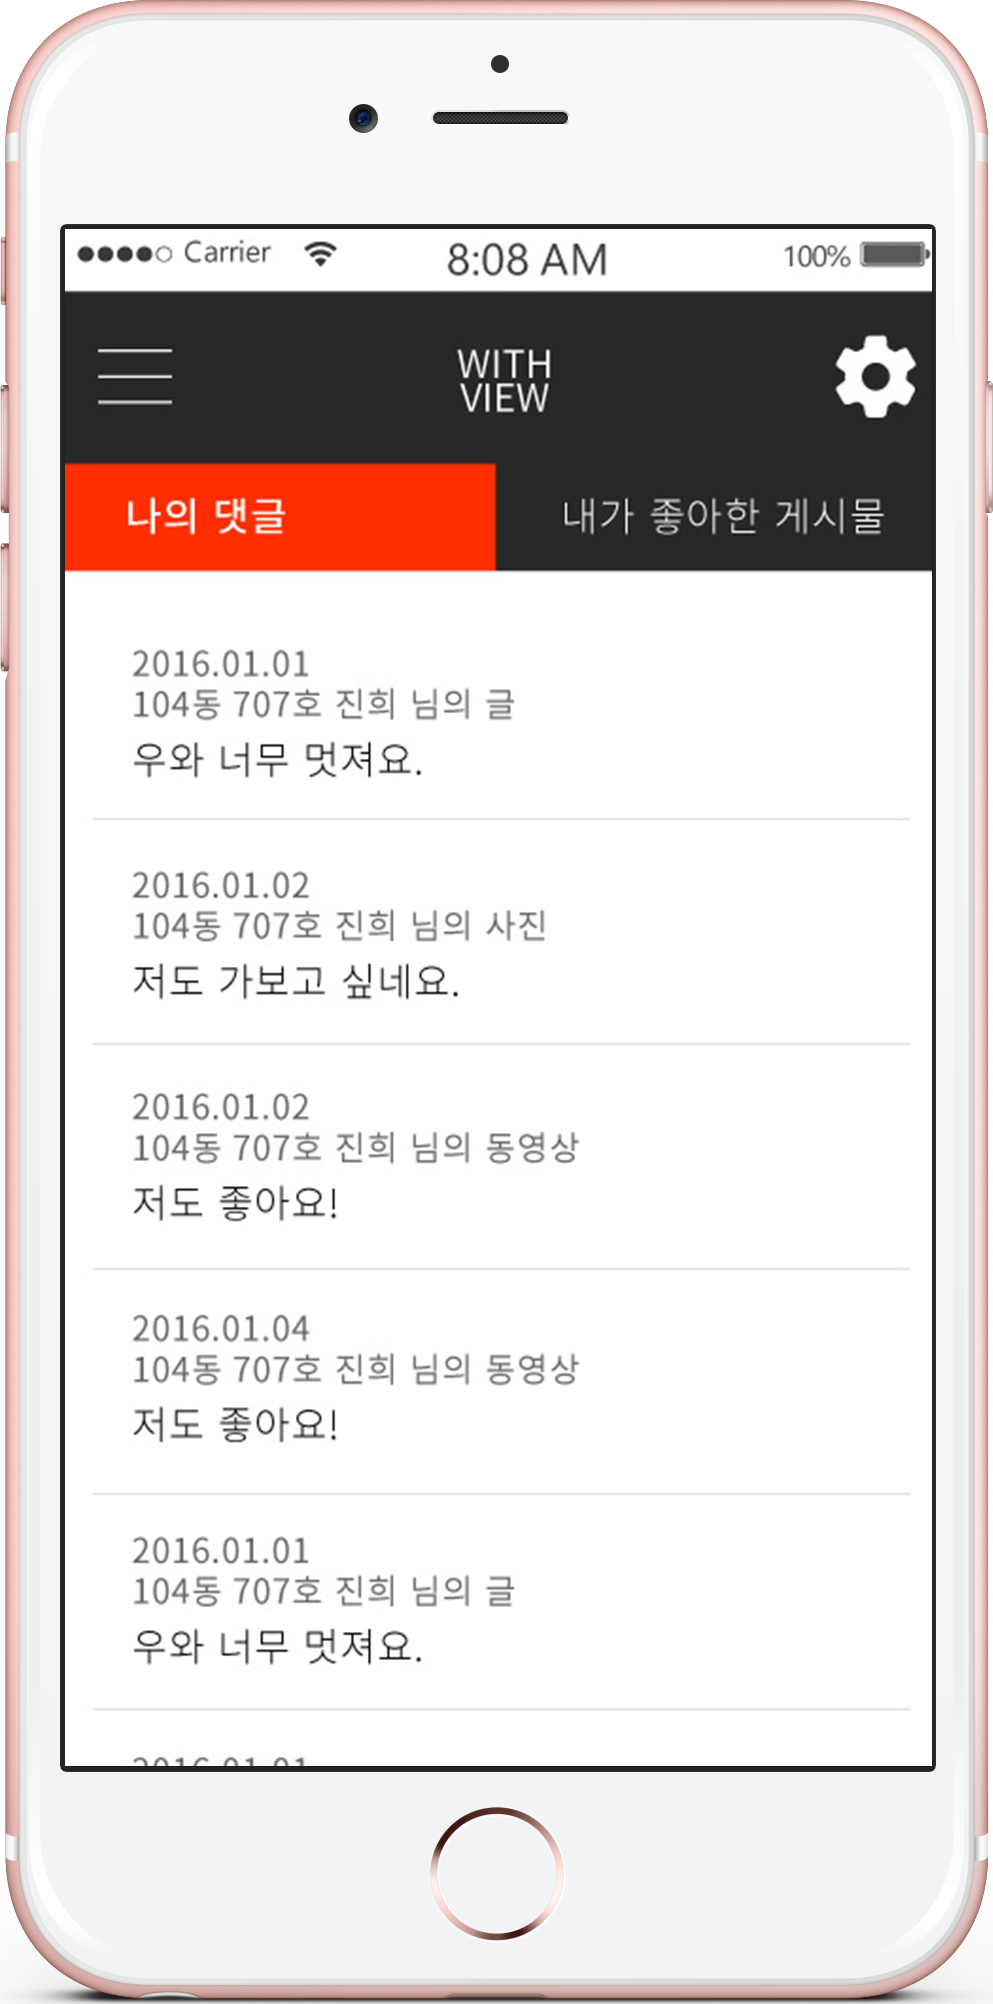 Carrier 8:08 AM 100%
WITH
VIEW
나의 댓글 내가 좋아한 게시물
2016.01.01
104동 707호 진희 님의 글
우와 너무 멋져요.
2016.01.02
104동 707호 진희 님의 사진
저도 가보고 싶네요.
2016.01.02
104동 707호 진희 님의 동영상
저도 좋아요!
2016.01.04
104동 707호 진희 님의 동영상
저도 좋아요!
2016.01.01
104동 707호 진희 님의 글
우와 너무 멋져요.